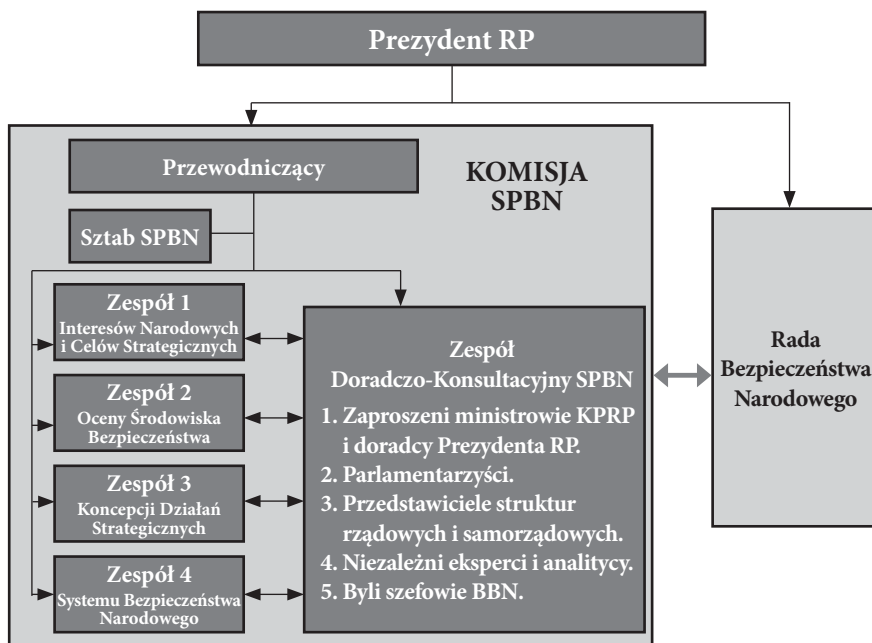 Prezydent RP
Przewodniczący
KOMISJA
SPBN
Sztab SPBN
Zespół 1
Interesów Narodowych
i Celów Strategicznych
Zespół 2
Oceny Środowiska
Bezpieczeństwa
Zespół 3
Koncepcji Działań
Strategicznych
Zespół 4
Systemu Bezpieczeństwa
Narodowego
Zespół
Doradczo-Konsultacyjny SPBN
1. Zaproszeni ministrowie KPRP
i doradcy Prezydenta RP.
2. Parlamentarzyści.
3. Przedstawiciele struktur
rządowych i samorządowych.
4. Niezależni eksperci i analitycy.
5. Byli szefowie BBN.
Rada
Bezpieczeństwa
Narodowego